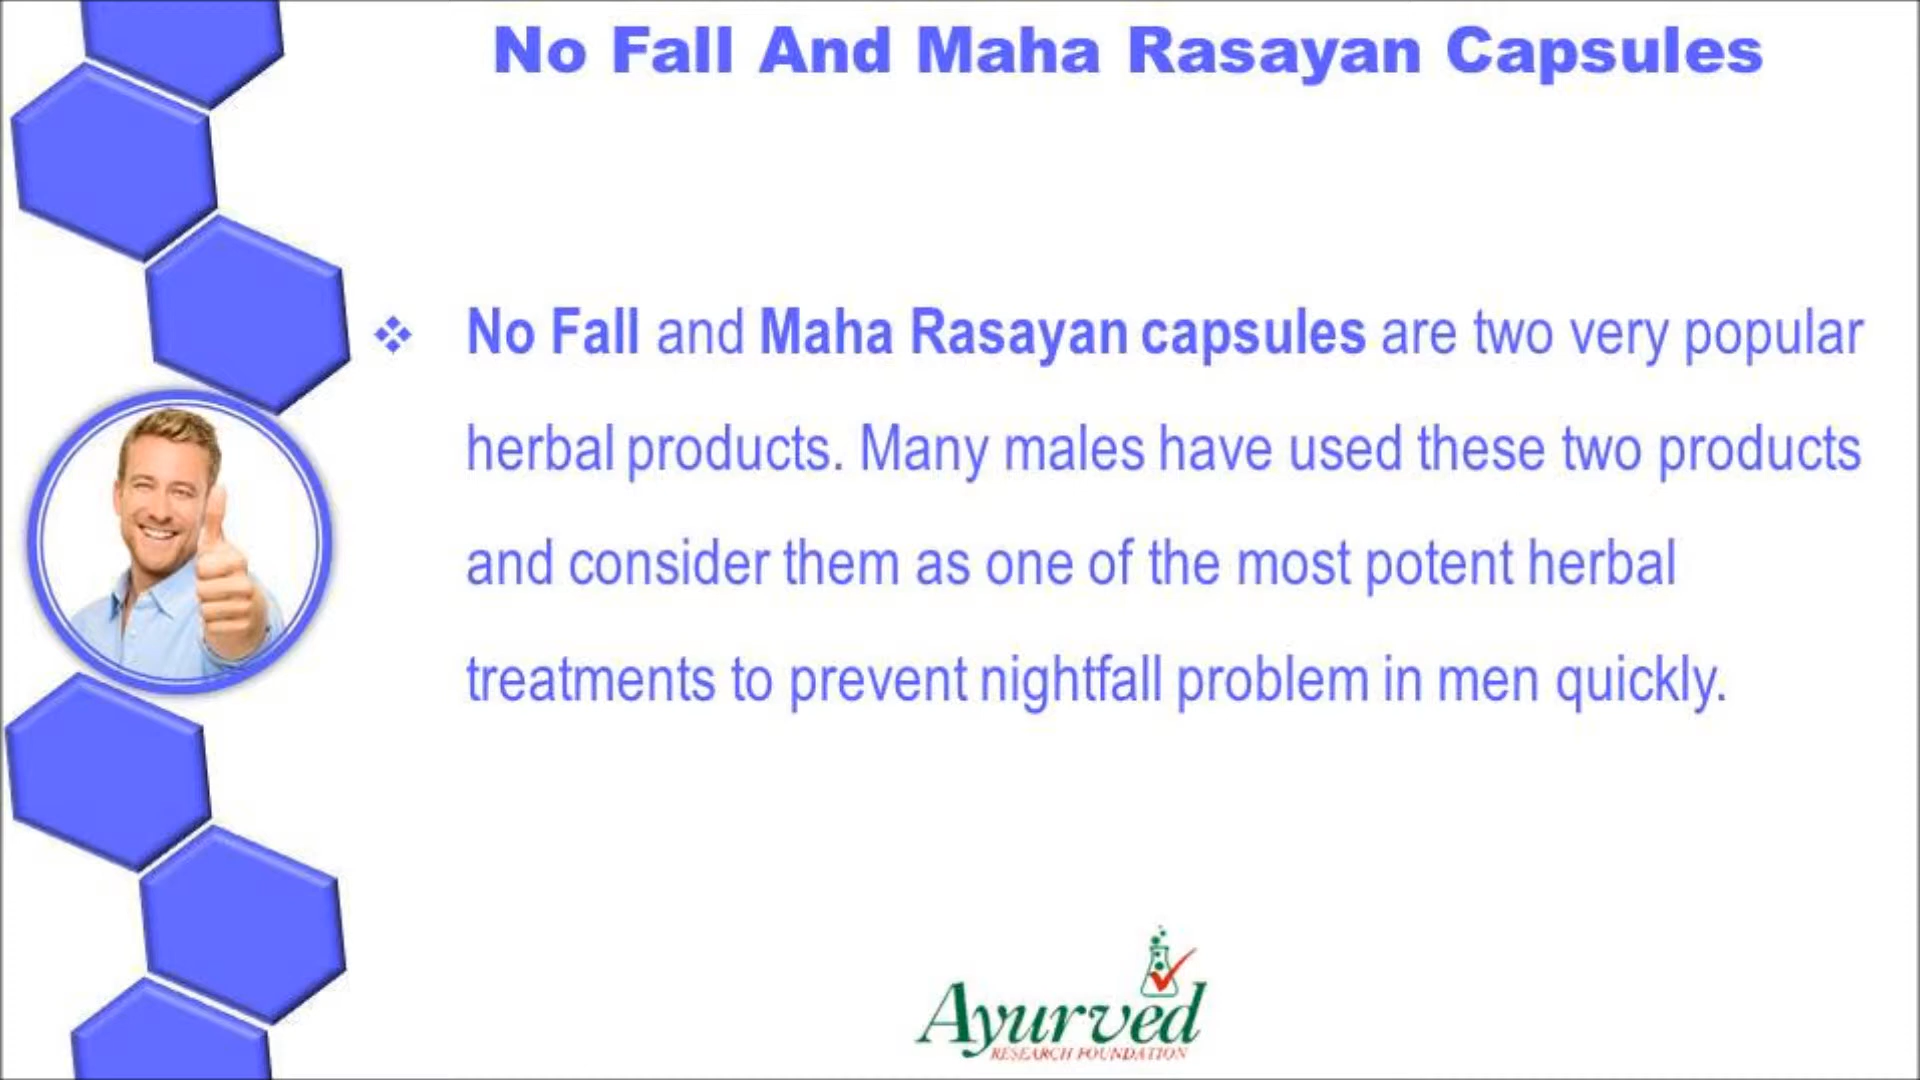 No Fall And Maha Rasayan Capsules
No Fall and Maha Rasayan capsules are two very popular
herbal products. Many males have used these two products
and consider them as one of the most potent herbal
treatments to prevent nightfall problem in men quickly.
Ayurved
RESEARCH FOUNDATION